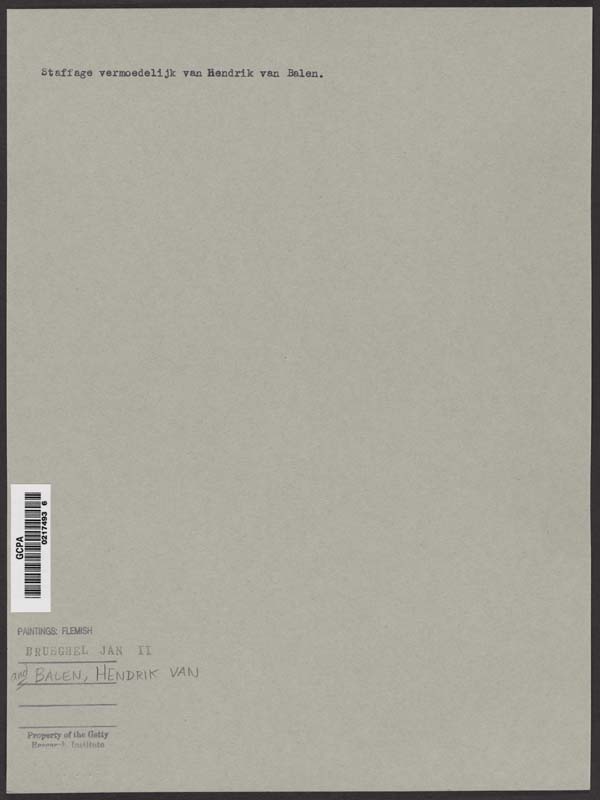 Staffage vermoedelijk van Hendrik van Balen.
GCPA
0217493 6
PAINTINGS: FLEMISH
BRUEGHEL JAN II
and BALEN, HENDRIK VAN
Property of the Getty
Research Institute